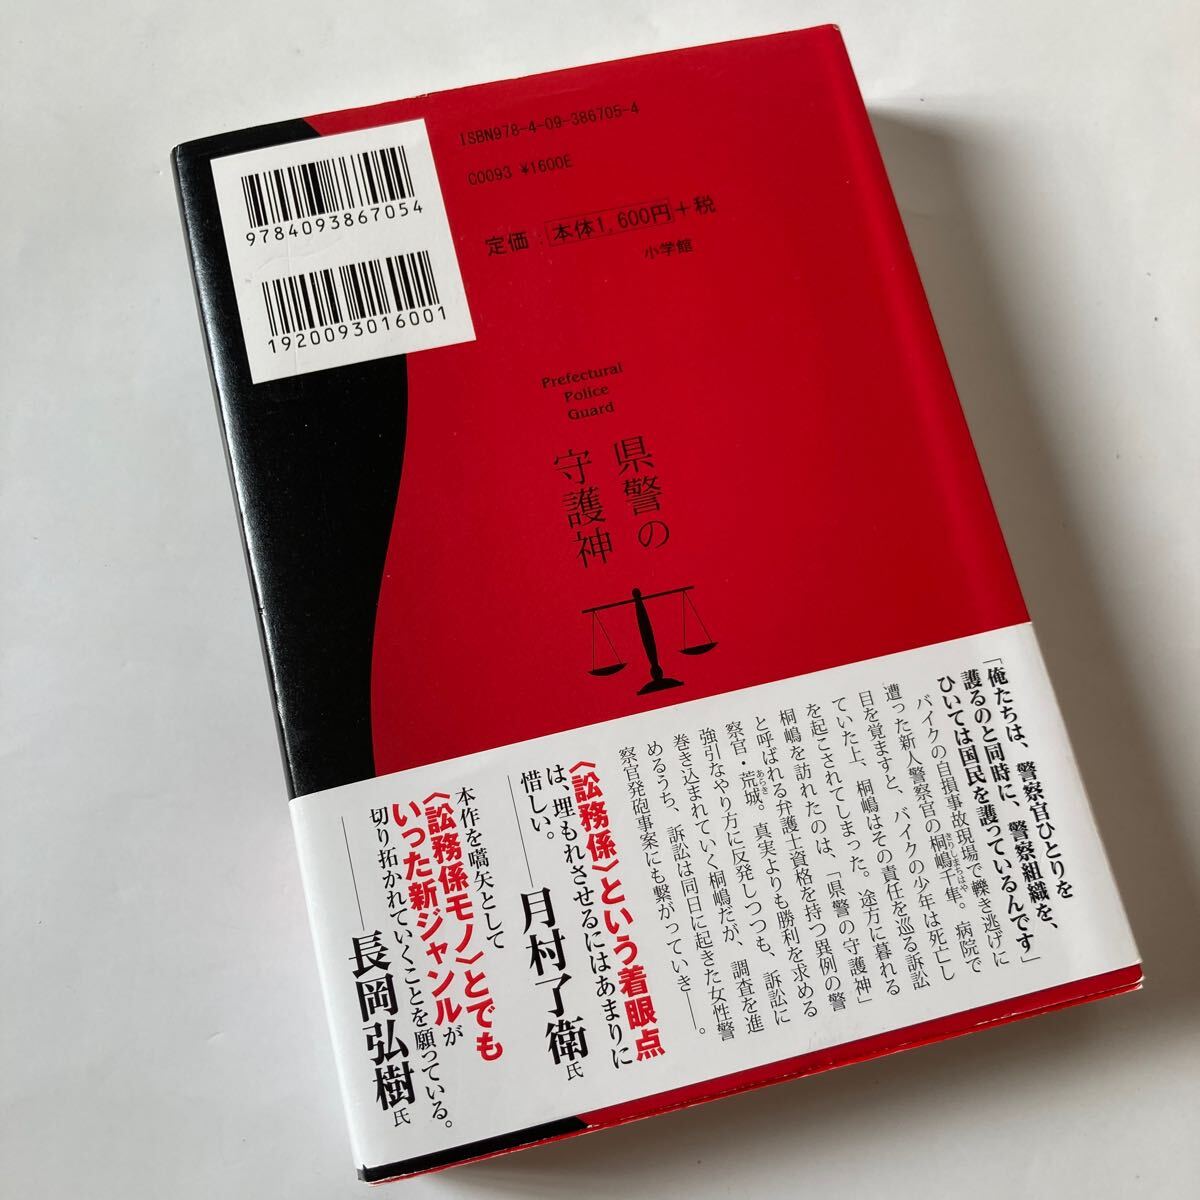 ISBN978-4-09-386705-4
C0093 ¥1600E
定価：本体1,600円＋税
小学館
9784093867054
1920093016001
Prefectural
Police
Guard
県警の
守護神
「俺たちは、警察官ひとりを
護るのと同時に、警察組織を、
ひいては国民を護っているんです」
バイクの自損事故現場で轢き逃げに
遭った新人警察官の桐嶋千隼。病院で
きりしまちはや
目を覚ますと、バイクの少年は死亡し
ていた上、桐嶋はその責任を巡る訴訟
を起こされてしまった。途方に暮れる
桐嶋を訪れたのは、「県警の守護神」
と呼ばれる弁護士資格を持つ異例の警
察官・荒城。真実よりも勝利を求める
あらき
強引なやり方に反発しつつも、訴訟に
巻き込まれていく桐嶋だが、調査を進
めるうち、訴訟は同日に起きた女性警
察官発砲事案にも繋がっていき――。
〈訟務係〉という着眼点
は、埋もれさせるにはあまりに
惜しい。
――月村了衛氏
本作を嚆矢として
〈訟務係モノ〉とでも
いった新ジャンルが
切り拓かれていくことを願っている。
――長岡弘樹氏